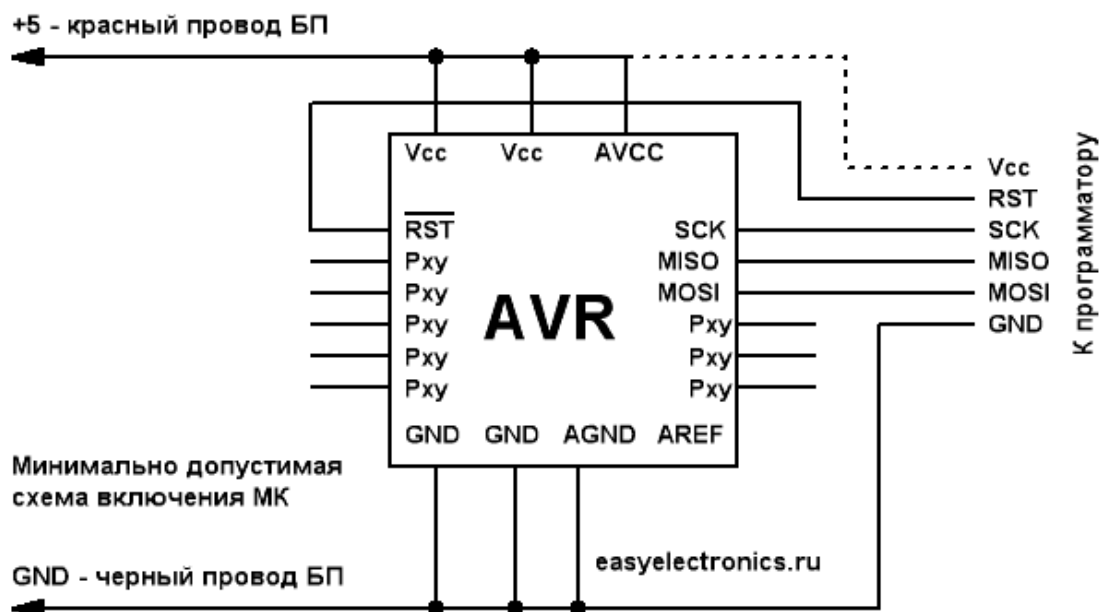 +5 - красный провод БП
Vcc Vcc AVCC
RST
Pxy
Pxy
Pxy
Pxy
Pxy
SCK
MISO
MOSI
Pxy
Pxy
Pxy
AVR
GND GND AGND AREF
Vcc
RST
SCK
MISO
MOSI
GND
К программатору
Минимально допустимая
схема включения МК
easyelectronics.ru
GND - черный провод БП